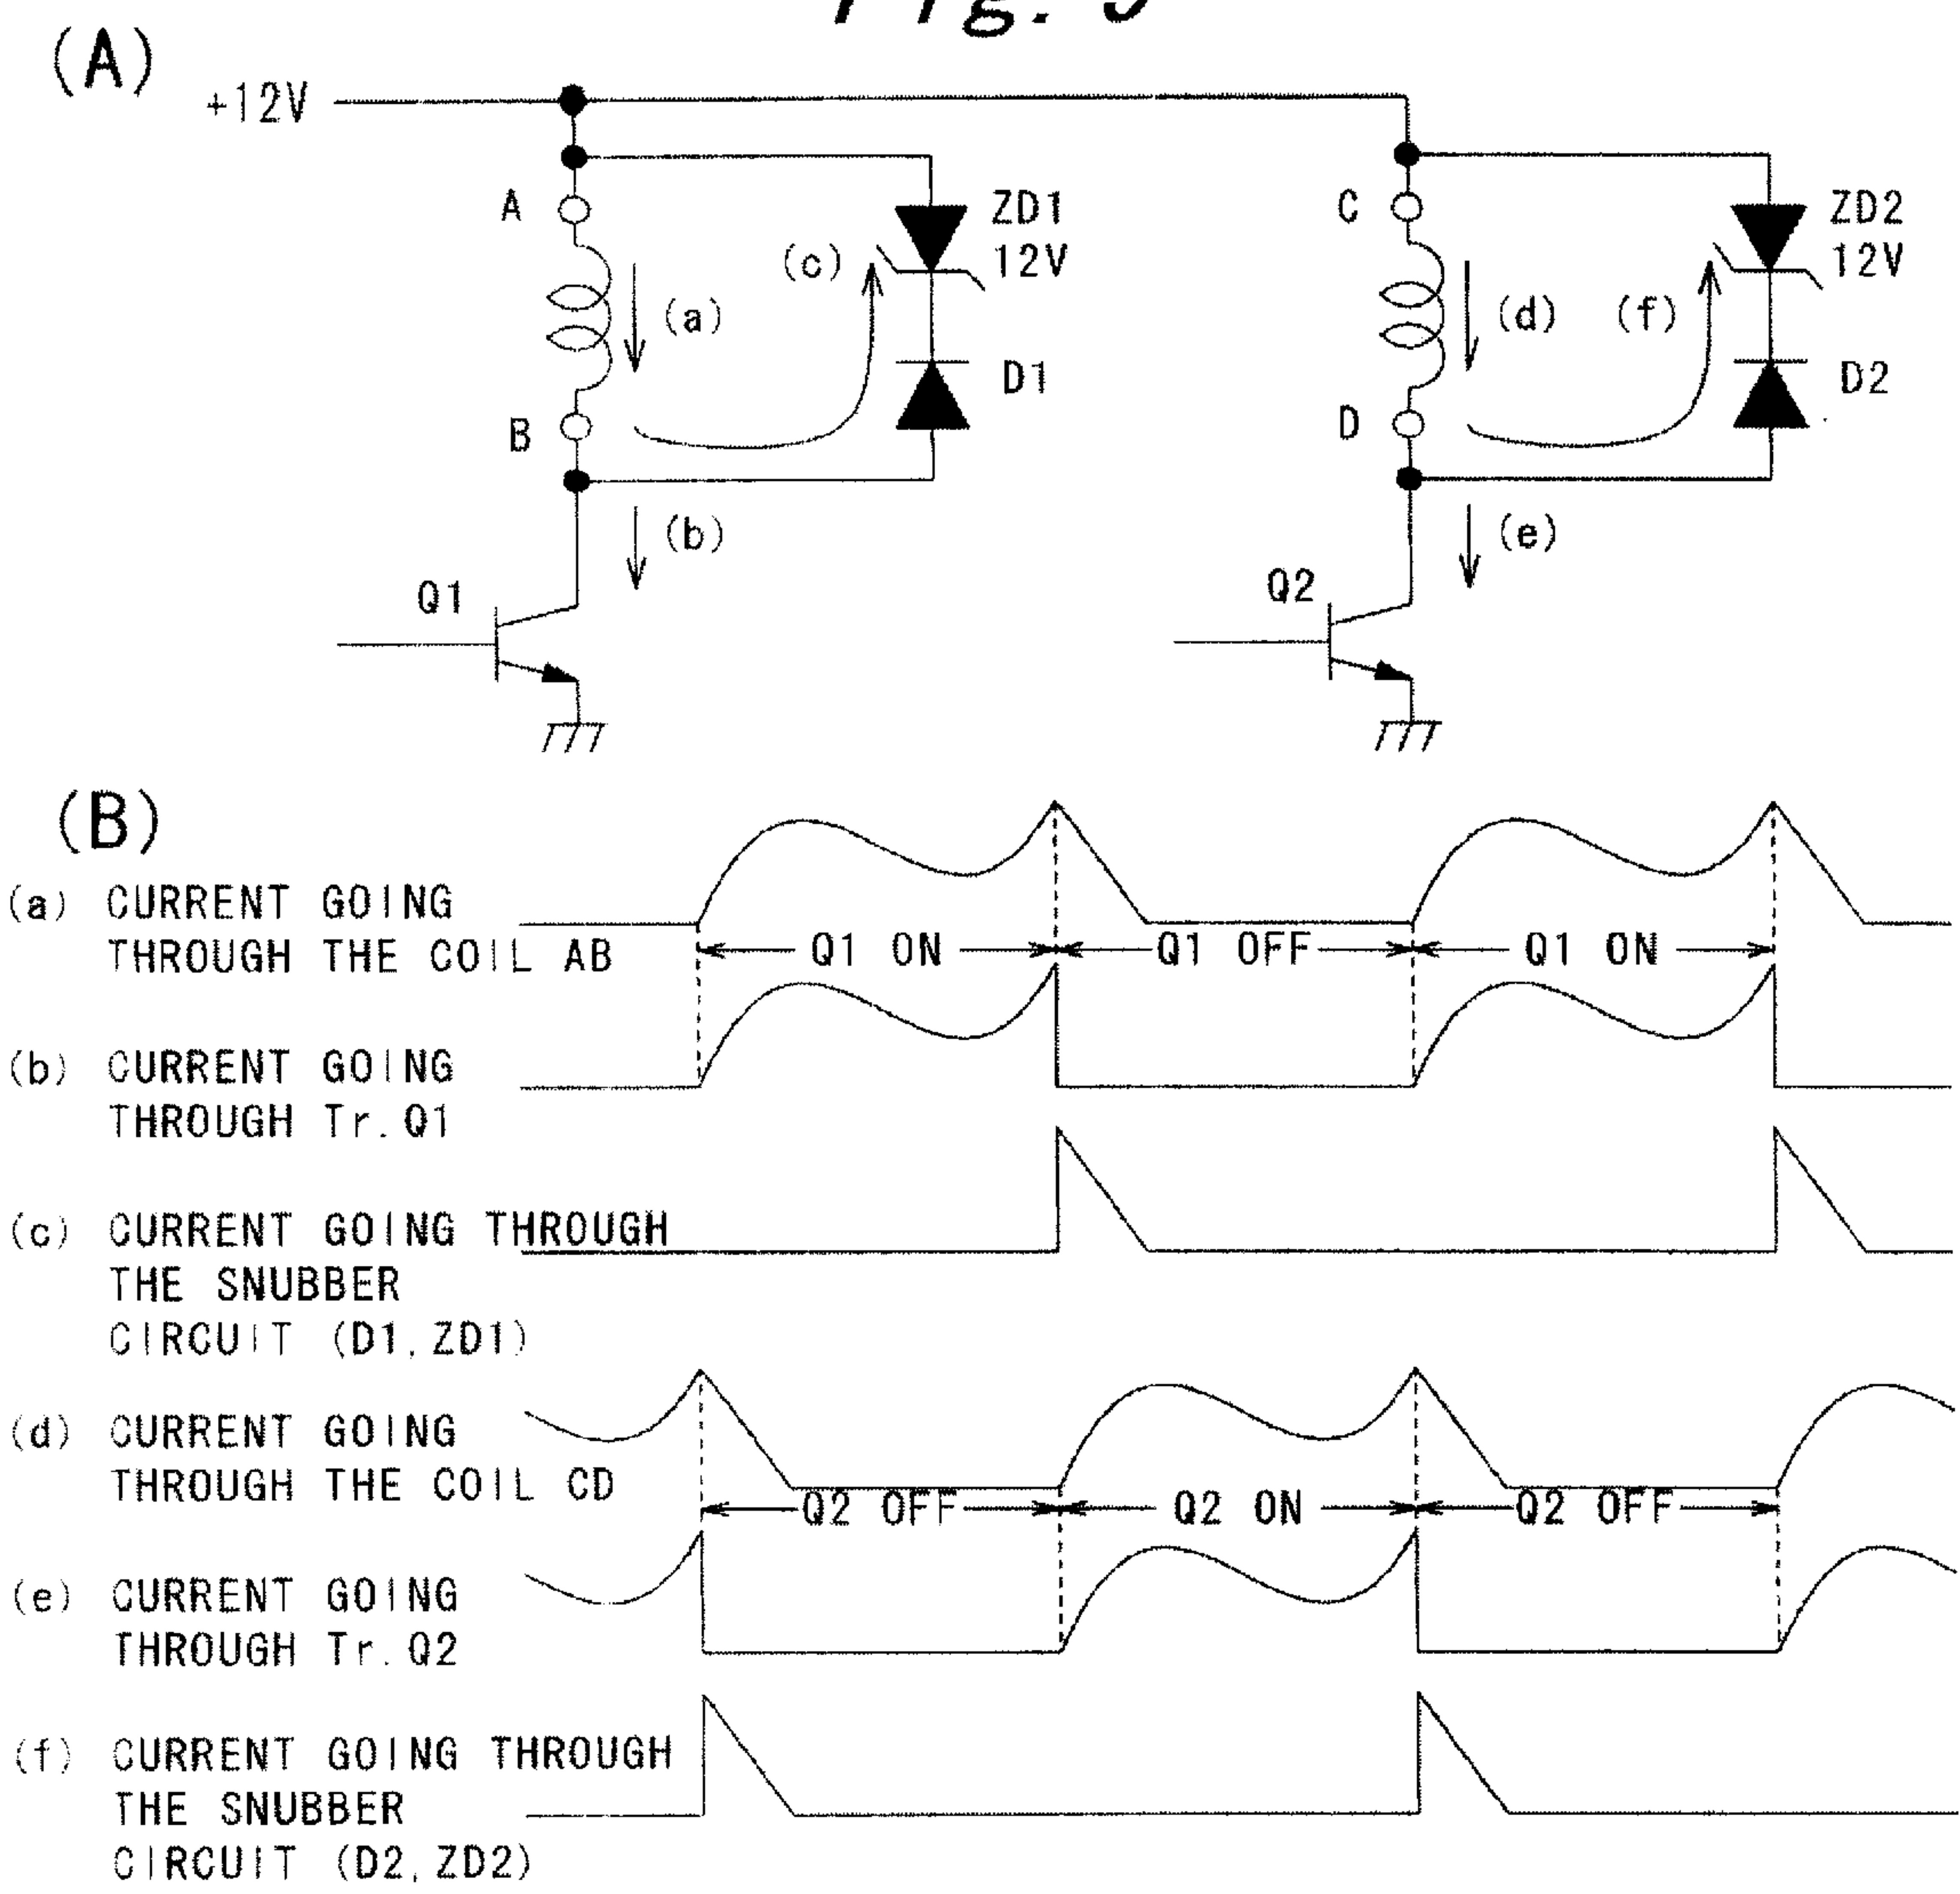 (A)
+12V
A
ZD1
12V
(c)
(a)
D1
B
(b)
Q1
C
ZD2
12V
(d)
(f)
D2
D
(e)
Q2
(B)
(a) CURRENT GOING
THROUGH THE COIL AB
Q1 ON
Q1 OFF
Q1 ON
(b) CURRENT GOING
THROUGH Tr.Q1
(c) CURRENT GOING THROUGH
THE SNUBBER
CIRCUIT (D1,ZD1)
(d) CURRENT GOING
THROUGH THE COIL CD
Q2 OFF
Q2 ON
Q2 OFF
(e) CURRENT GOING
THROUGH Tr.Q2
(f) CURRENT GOING THROUGH
THE SNUBBER
CIRCUIT (D2,ZD2)